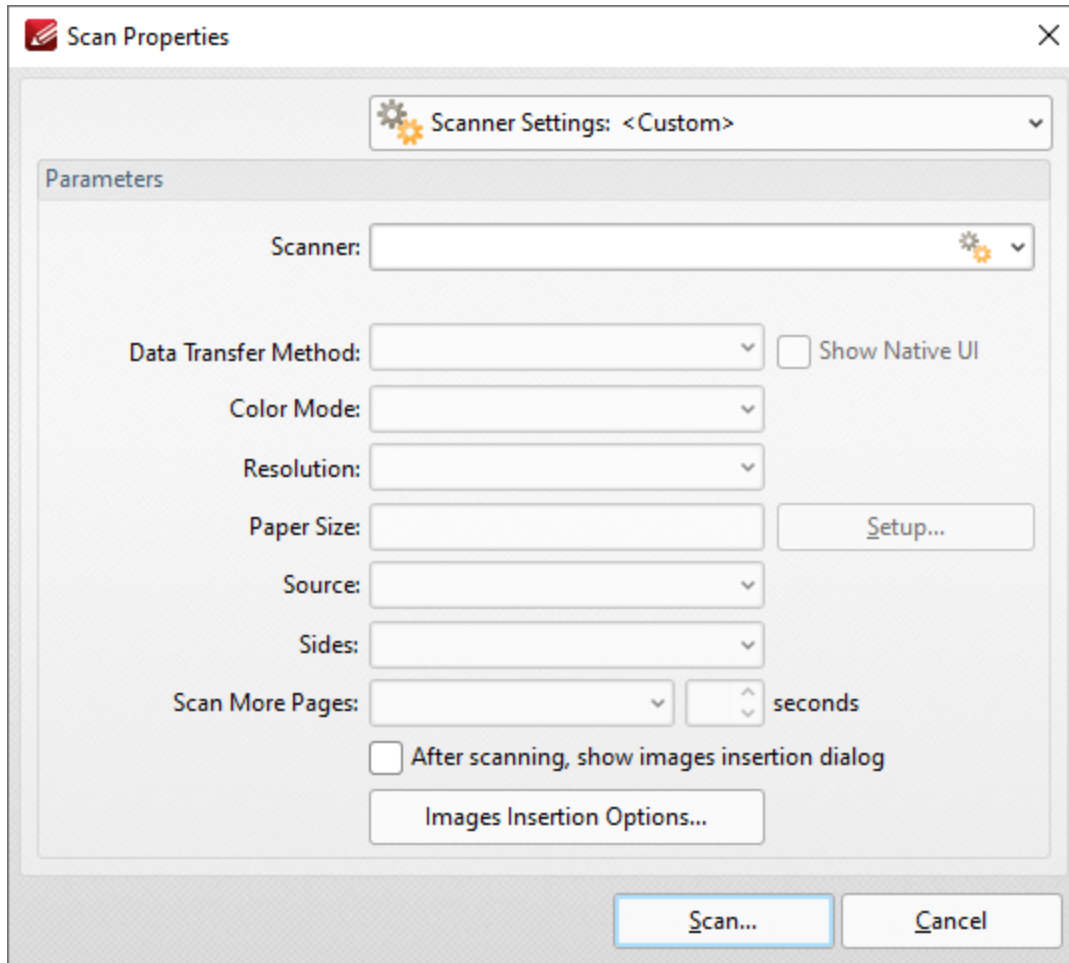 Scan Properties
Scanner Settings: <Custom>
Parameters
Scanner:
Data Transfer Method:
Show Native UI
Color Mode:
Resolution:
Paper Size:
Setup...
Source:
Sides:
Scan More Pages:
seconds
After scanning, show images insertion dialog
Images Insertion Options...
Scan...
Cancel